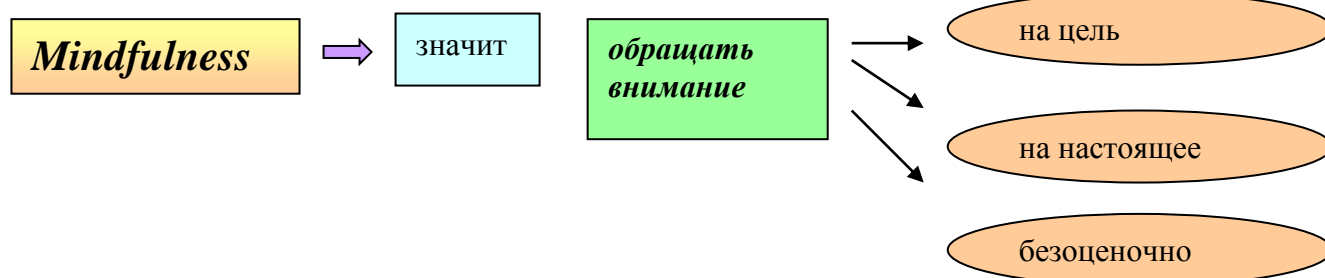 Mindfulness
значит
обращать
внимание
на цель
на настоящее
безоценочно